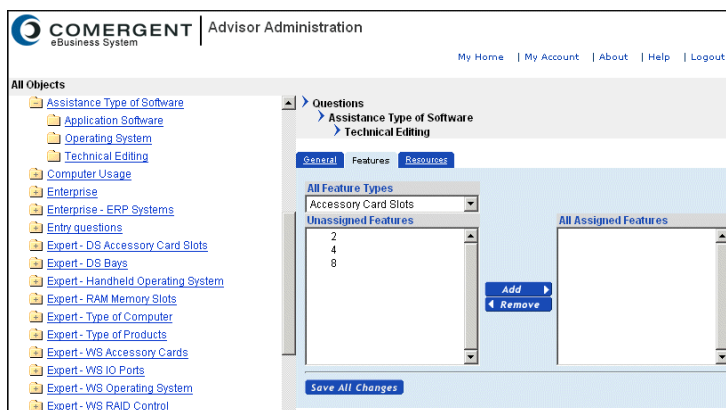 COMERGENT
eBusiness System
Advisor Administration
My Home | My Account | About | Help | Logout
All Objects
Assistance Type of Software
Application Software
Operating System
Technical Editing
Computer Usage
Enterprise
Enterprise - ERP Systems
Entry questions
Expert - DS Accessory Card Slots
Expert - DS Bays
Expert - Handheld Operating System
Expert - RAM Memory Slots
Expert - Type of Computer
Expert - Type of Products
Expert - WS Accessory Cards
Expert - WS IO Ports
Expert - WS Operating System
Expert - WS RAID Control
Questions
Assistance Type of Software
Technical Editing
General Features Resources
All Feature Types
Accessory Card Slots
Unassigned Features
2
4
8
Add
Remove
All Assigned Features
Save All Changes